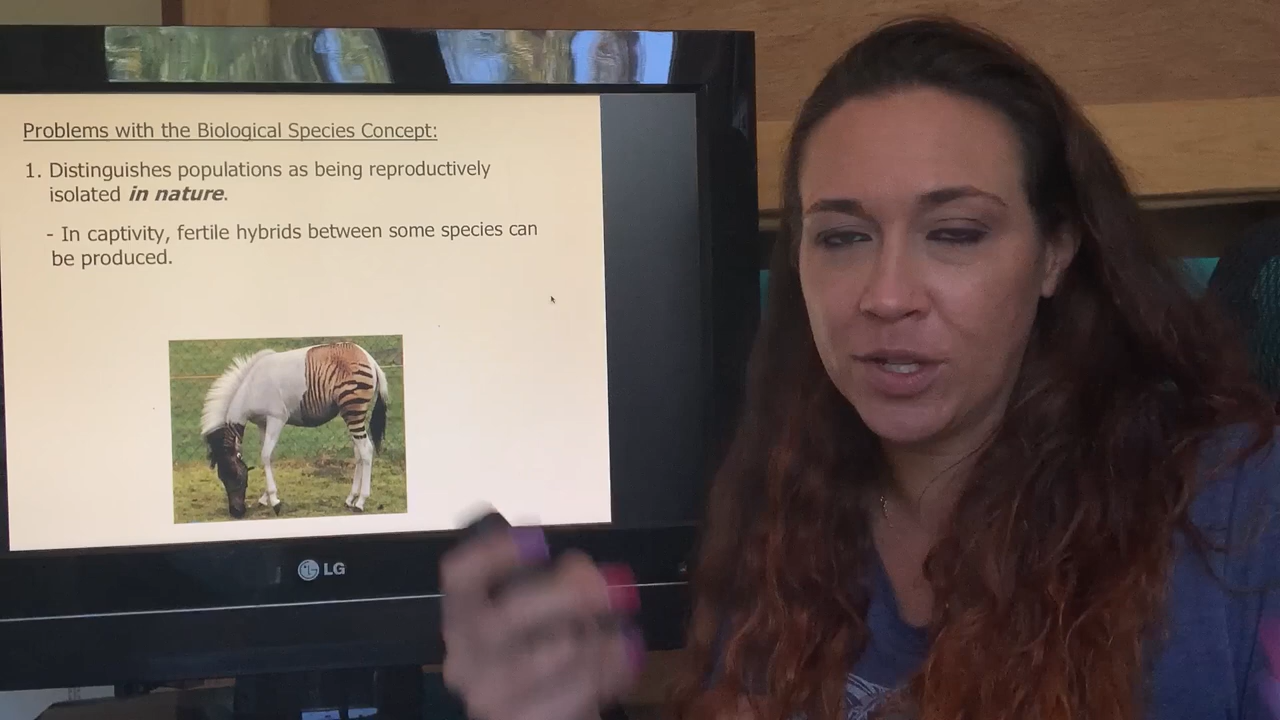 Problems with the Biological Species Concept:
1. Distinguishes populations as being reproductively
isolated in nature.
- In captivity, fertile hybrids between some species can
be produced.
LG